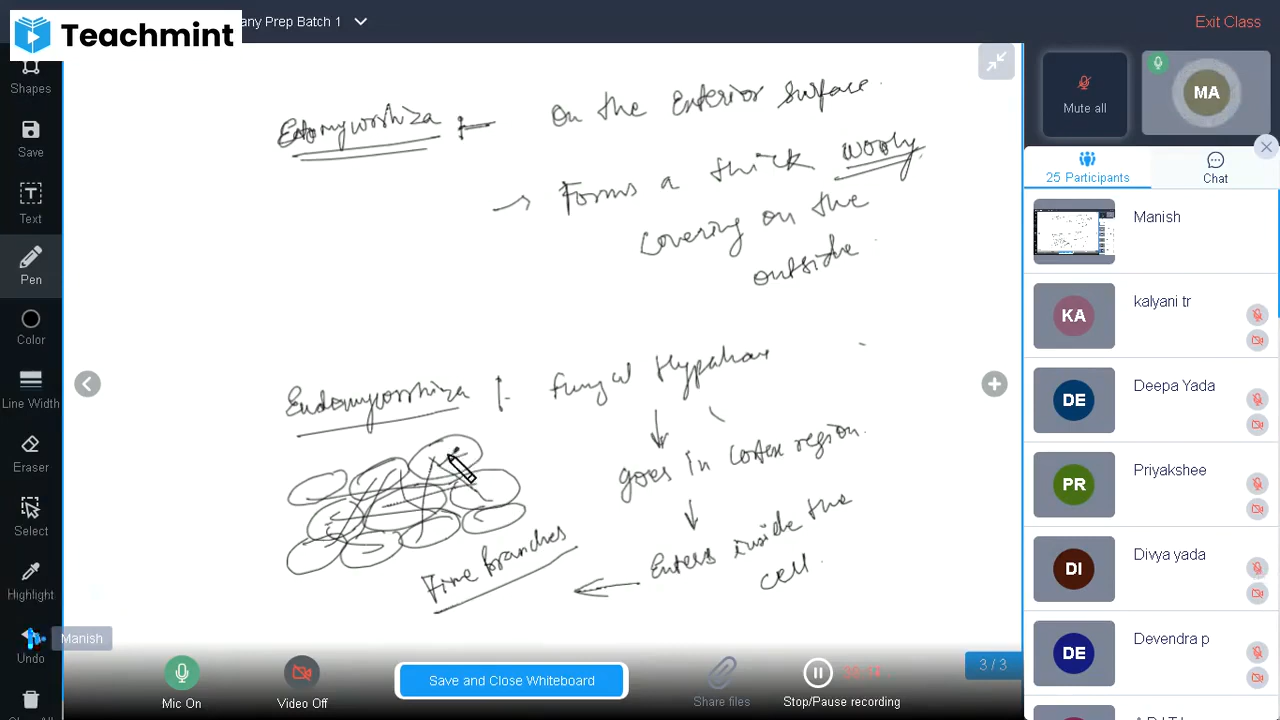 Teachmint
any Prep Batch 1
Exit Class
Shapes
Save
Text
Pen
Color
Line Width
Eraser
Select
Highlight
Undo
Manish
Ectomycorrhiza :- On the Exterior Surface.
→ Forms a thick wooly
covering on the
outside.
Endomycorrhiza :- Fungal Hyphae
↓
goes in cortex region.
↓
Enters inside the
cell.
← Fine branches
Mic On
Video Off
Save and Close Whiteboard
Share files
Stop/Pause recording
3 / 3
Mute all
MA
25 Participants
Chat
Manish
KA
kalyani tr
DE
Deepa Yada
PR
Priyakshee
DI
Divya yada
DE
Devendra p